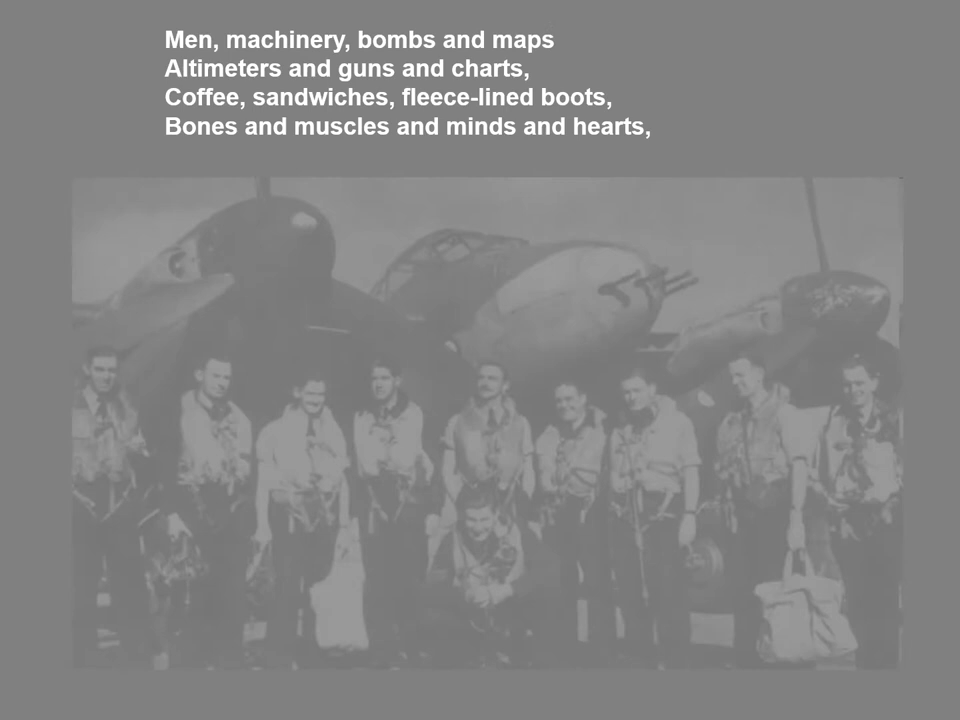 Men, machinery, bombs and maps
Altimeters and guns and charts,
Coffee, sandwiches, fleece-lined boots,
Bones and muscles and minds and hearts,